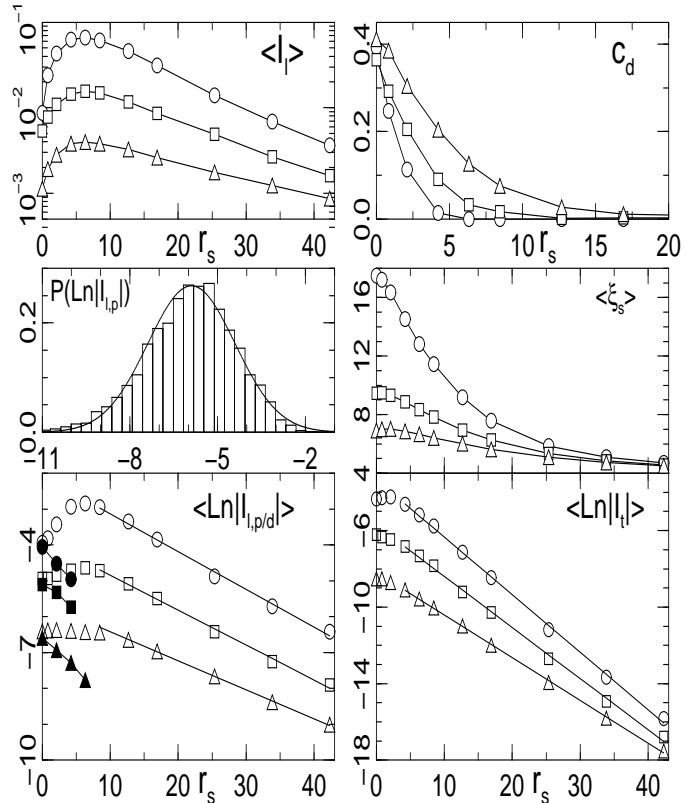 10⁻¹
<I_l>
10⁻²
10⁻³
0 10 20 r_s 30 40
0.4
c_d
0.2
0.0
0 5 r_s 10 15 20
P(Ln|I_{l,p}|)
0.2
−0.0
−11 −8 −5 −2
16
<ξ_s>
12
8
4
<Ln|I_{l,p/d}|>
−4
−7
−10
0 r_s 10 20 30 40
<Ln|I_t|>
−6
−10
−14
−18
0 r_s 10 20 30 40